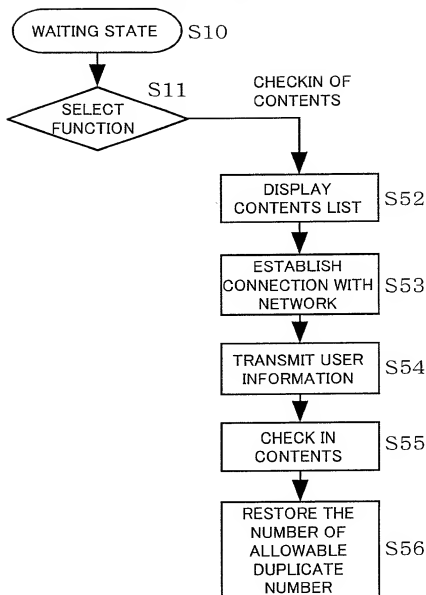 WAITING STATE
S10
S11
SELECT
FUNCTION
CHECKIN OF
CONTENTS
DISPLAY
CONTENTS LIST
S52
ESTABLISH
CONNECTION WITH
NETWORK
S53
TRANSMIT USER
INFORMATION
S54
CHECK IN
CONTENTS
S55
RESTORE THE
NUMBER OF
ALLOWABLE
DUPLICATE
NUMBER
S56